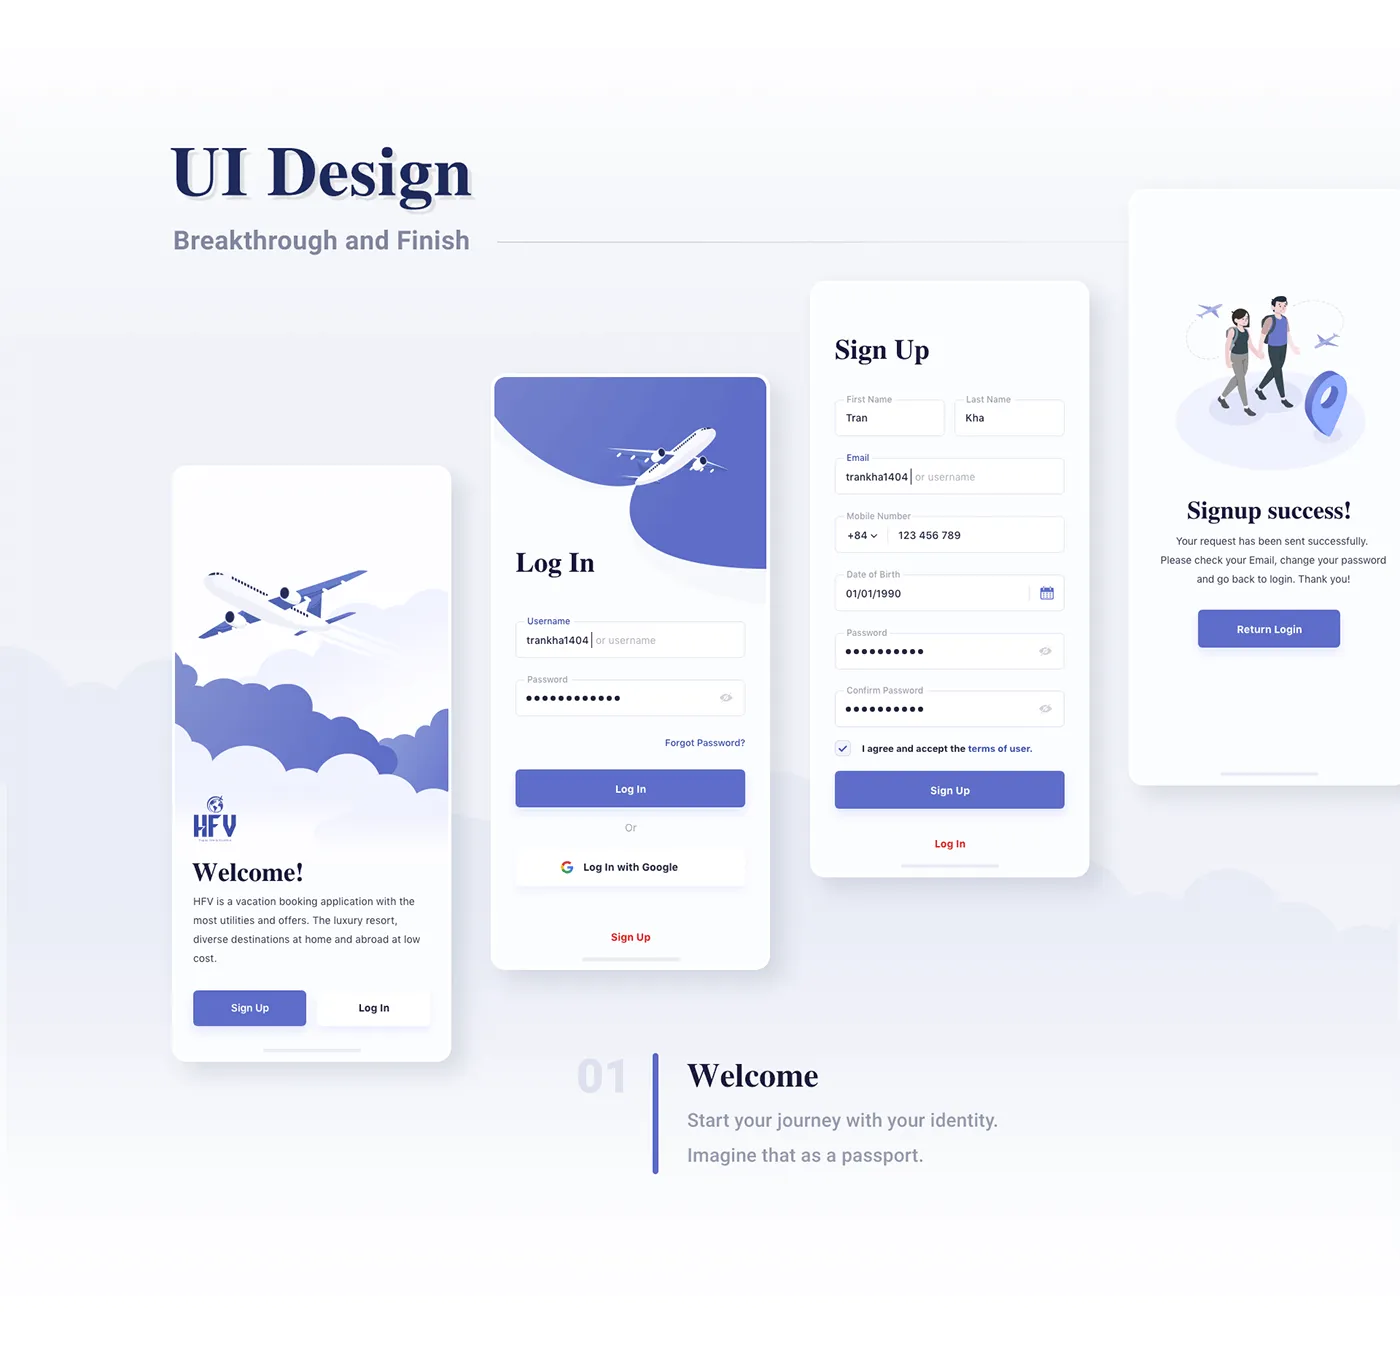 UI Design
Breakthrough and Finish
HFV
Welcome!
HFV is a vacation booking application with the
most utilities and offers. The luxury resort,
diverse destinations at home and abroad at low
cost.
Sign Up
Log In
Log In
Username
trankha1404 or username
Password
Forgot Password?
Log In
Or
G Log In with Google
Sign Up
Sign Up
First Name
Last Name
Tran
Kha
Email
trankha1404 or username
Mobile Number
+84 123 456 789
Date of Birth
01/01/1990
Password
Confirm Password
I agree and accept the terms of user.
Sign Up
Log In
Signup success!
Your request has been sent successfully.
Please check your Email, change your password
and go back to login. Thank you!
Return Login
01
Welcome
Start your journey with your identity.
Imagine that as a passport.